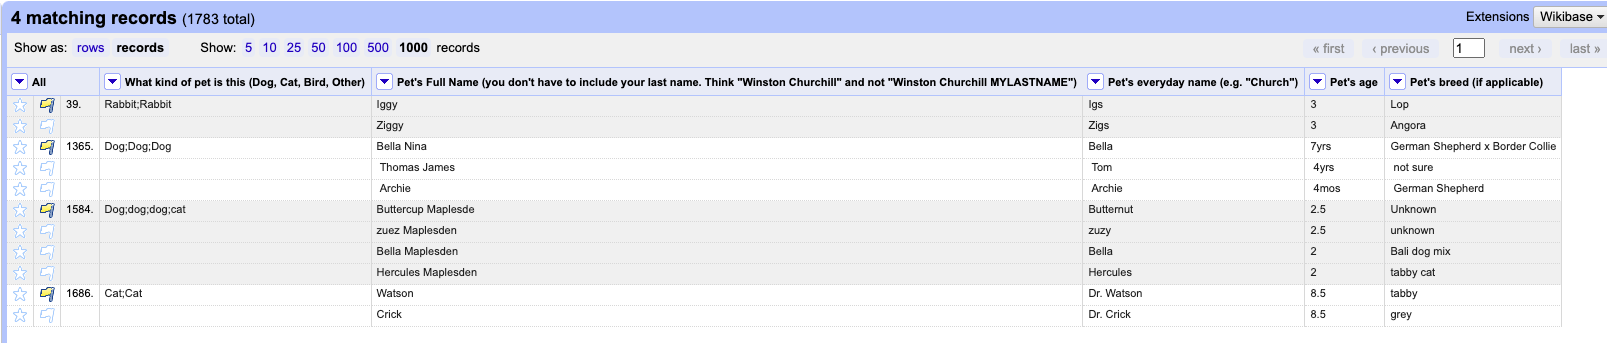 4 matching records (1783 total)
Extensions Wikibase
Show as: rows records Show: 5 10 25 50 100 500 1000 records « first ‹ previous 1 next › last »
All What kind of pet is this (Dog, Cat, Bird, Other) Pet's Full Name (you don't have to include your last name. Think "Winston Churchill" and not "Winston Churchill MYLASTNAME") Pet's everyday name (e.g. "Church") Pet's age Pet's breed (if applicable)
39. Rabbit;Rabbit Iggy Igs 3 Lop
Ziggy Zigs 3 Angora
1365. Dog;Dog;Dog Bella Nina Bella 7yrs German Shepherd x Border Collie
Thomas James Tom 4yrs not sure
Archie Archie 4mos German Shepherd
1584. Dog;dog;dog;cat Buttercup Maplesde Butternut 2.5 Unknown
zuez Maplesden zuzy 2.5 unknown
Bella Maplesden Bella 2 Bali dog mix
Hercules Maplesden Hercules 2 tabby cat
1686. Cat;Cat Watson Dr. Watson 8.5 tabby
Crick Dr. Crick 8.5 grey